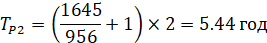 T_{P2} = (1645/956 + 1) × 2 = 5.44 год